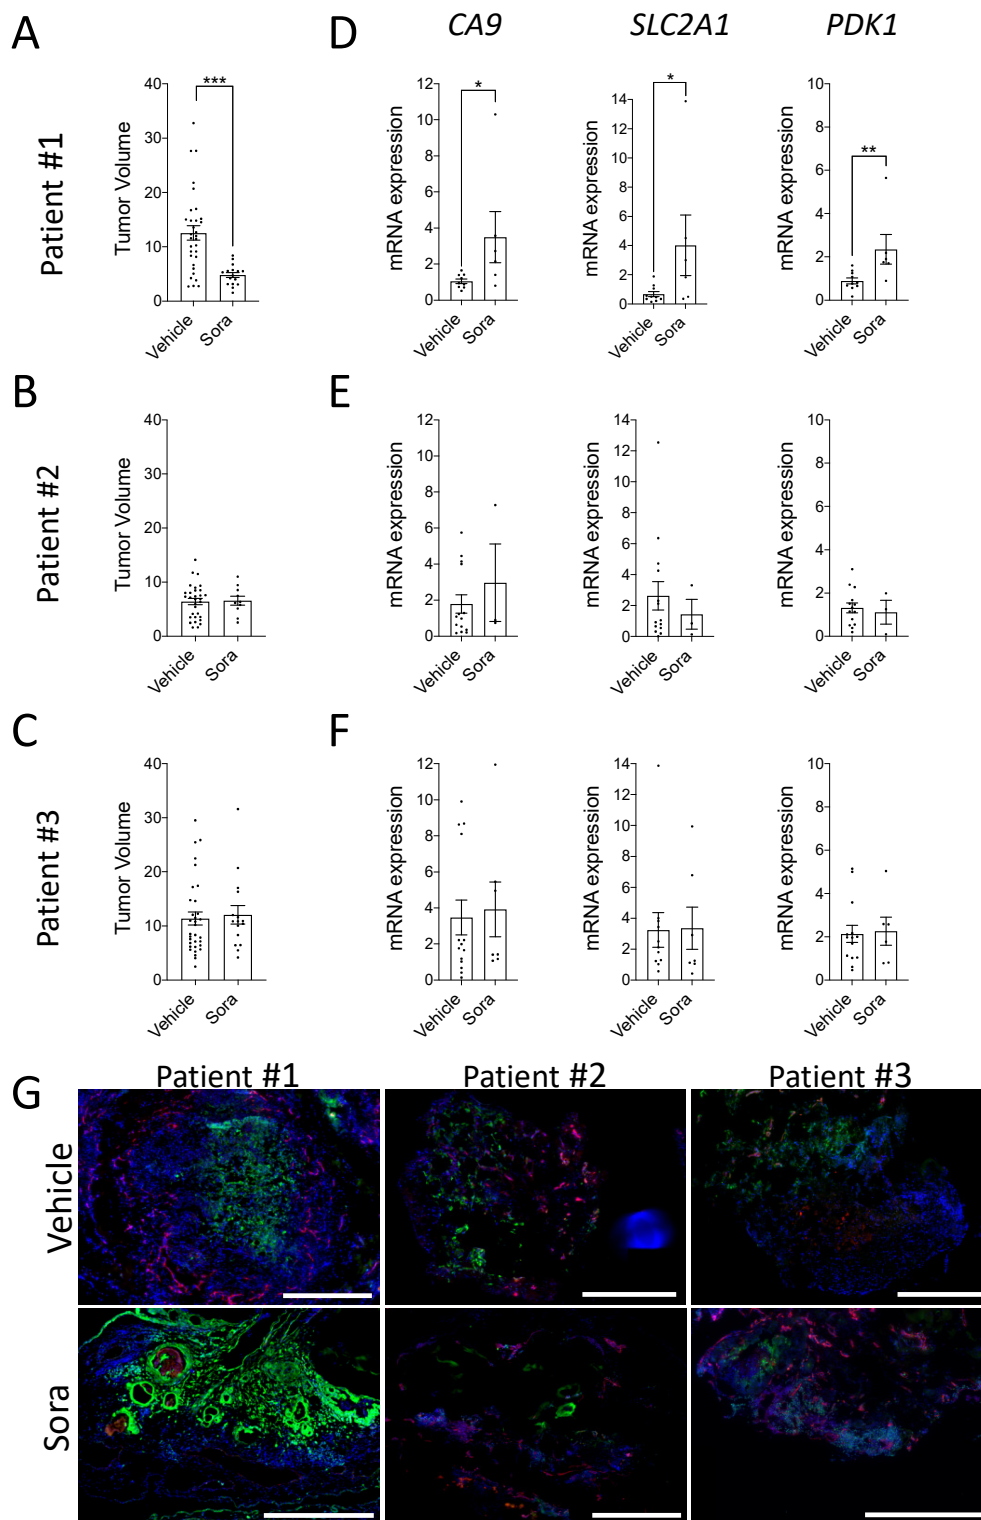 A
D
CA9
SLC2A1
PDK1
Patient #1
Tumor Volume
40
30
20
10
0
***
Vehicle
Sora
mRNA expression
12
10
8
6
4
2
0
*
Vehicle
Sora
mRNA expression
14
12
10
8
6
4
2
0
*
Vehicle
Sora
mRNA expression
10
8
6
4
2
0
**
Vehicle
Sora
B
E
Patient #2
Tumor Volume
40
30
20
10
0
Vehicle
Sora
mRNA expression
12
10
8
6
4
2
0
Vehicle
Sora
mRNA expression
14
12
10
8
6
4
2
0
Vehicle
Sora
mRNA expression
10
8
6
4
2
0
Vehicle
Sora
C
F
Patient #3
Tumor Volume
40
30
20
10
0
Vehicle
Sora
mRNA expression
12
10
8
6
4
2
0
Vehicle
Sora
mRNA expression
14
12
10
8
6
4
2
0
Vehicle
Sora
mRNA expression
10
8
6
4
2
0
Vehicle
Sora
G
Patient #1
Patient #2
Patient #3
Vehicle
Sora